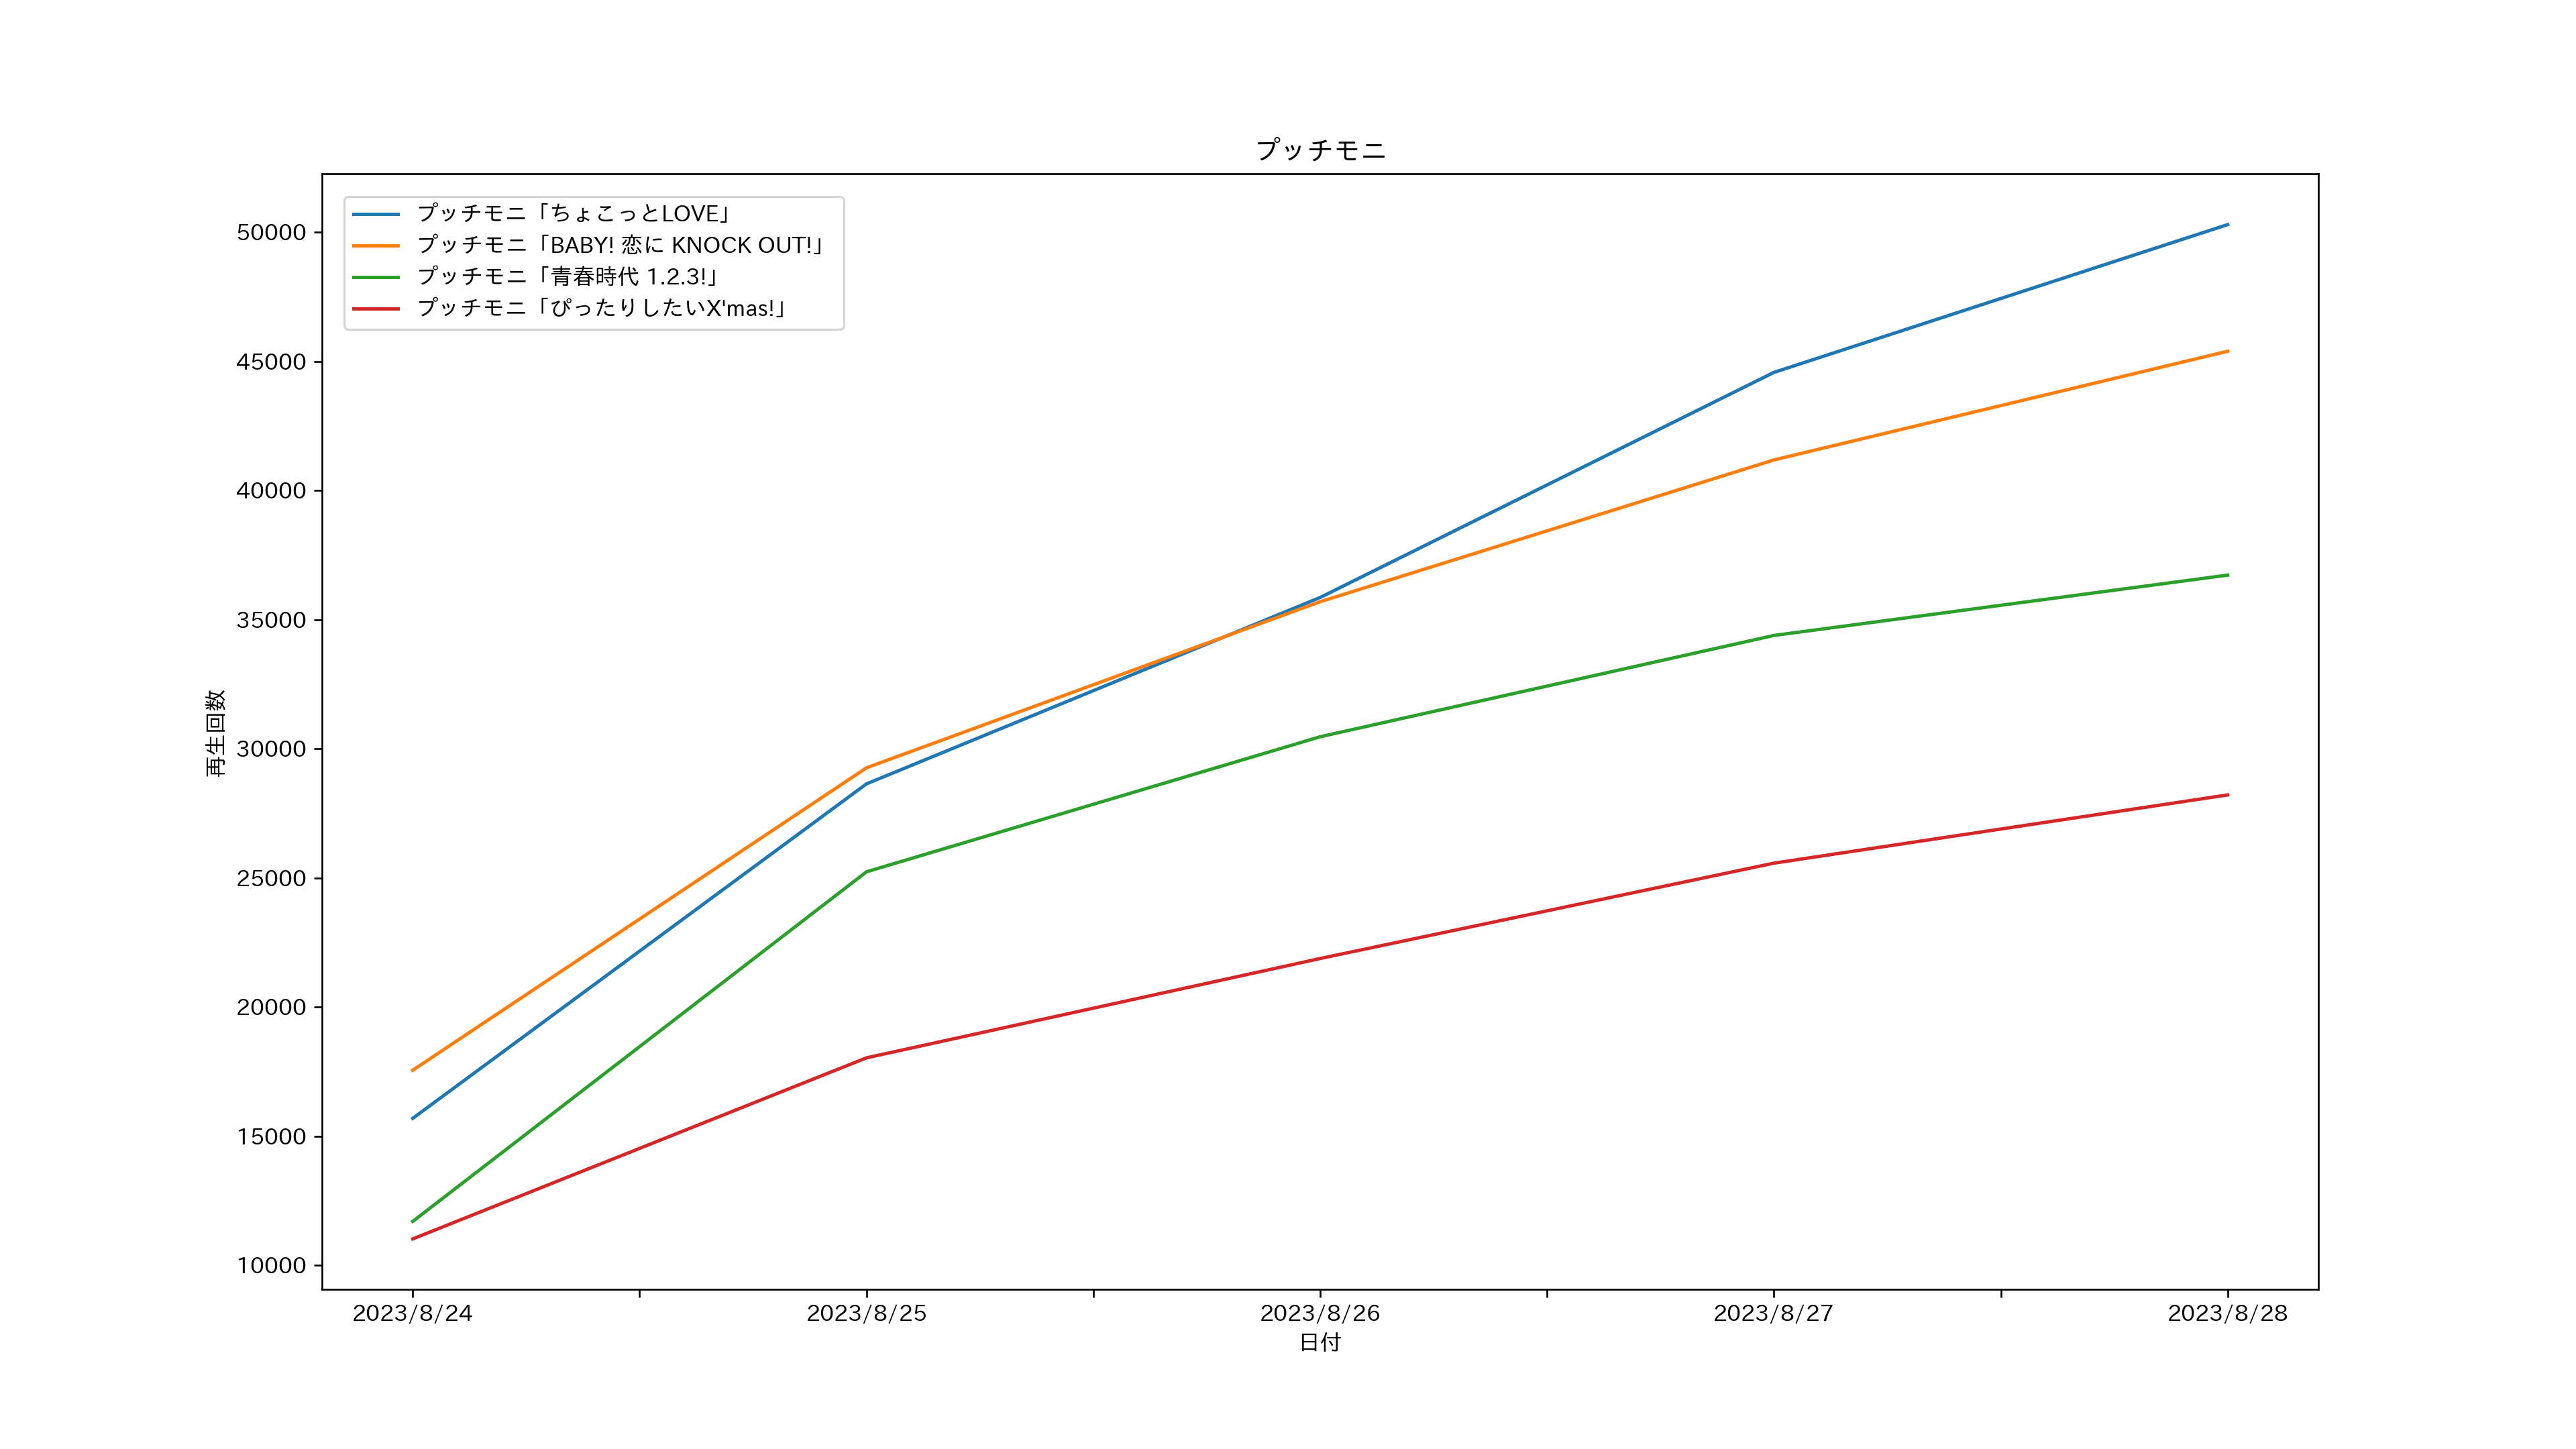 プッチモニ
プッチモニ「ちょこっとLOVE」
プッチモニ「BABY! 恋に KNOCK OUT!」
プッチモニ「青春時代 1.2.3!」
プッチモニ「ぴったりしたいX'mas!」
50000
45000
40000
35000
30000
25000
20000
15000
10000
再生回数
2023/8/24
2023/8/25
2023/8/26
2023/8/27
2023/8/28
日付